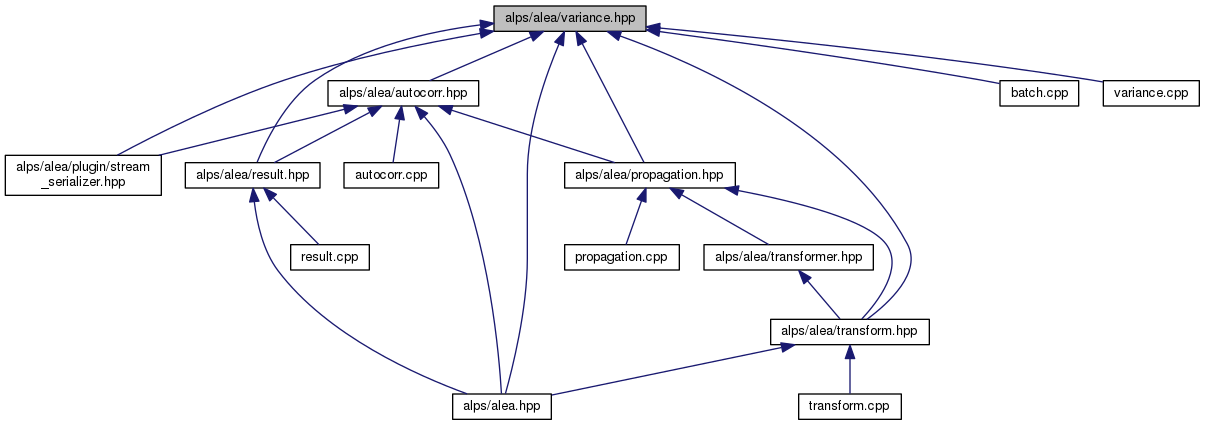 alps/alea/variance.hpp
alps/alea/autocorr.hpp
batch.cpp
variance.cpp
alps/alea/plugin/stream
_serializer.hpp
alps/alea/result.hpp
autocorr.cpp
alps/alea/propagation.hpp
result.cpp
propagation.cpp
alps/alea/transformer.hpp
alps/alea/transform.hpp
alps/alea.hpp
transform.cpp